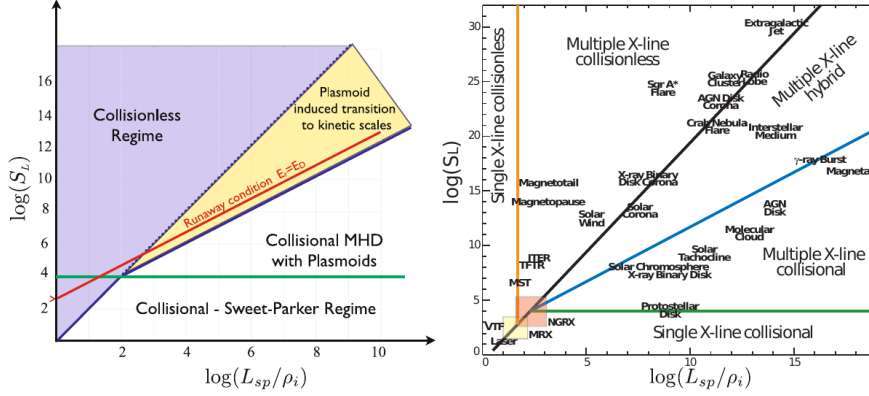 log(S_L)
16
14
12
10
8
6
4
2
Collisionless
Regime
Plasmoid
induced transition
to kinetic scales
Runaway condition E_r=E_D
Collisional MHD
with Plasmoids
Collisional - Sweet-Parker Regime
2
4
6
8
10
log(L_sp/ρ_i)
log(S_L)
30
25
20
15
10
5
0
Single X-line collisionless
Multiple X-line
collisionless
Extragalactic
Jet
Multiple X-line
hybrid
Galaxy
Cluster
Radio
Lobe
Sgr A*
Flare
AGN Disk
Corona
Crab Nebula
Flare
Interstellar
Medium
γ-ray Burst
Magneta
X-ray Binary
Disk Corona
Magnetotail
Magnetopause
Solar
Wind
Solar
Corona
AGN
Disk
Molecular
Cloud
Solar
Tachocline
Multiple X-line
collisional
ITER
TFTR
Solar Chromosphere
X-ray Binary Disk
MST
Protostellar
Disk
NGRX
VTF
MRX
Laser
Single X-line collisional
0
5
10
15
log(L_sp/ρ_i)